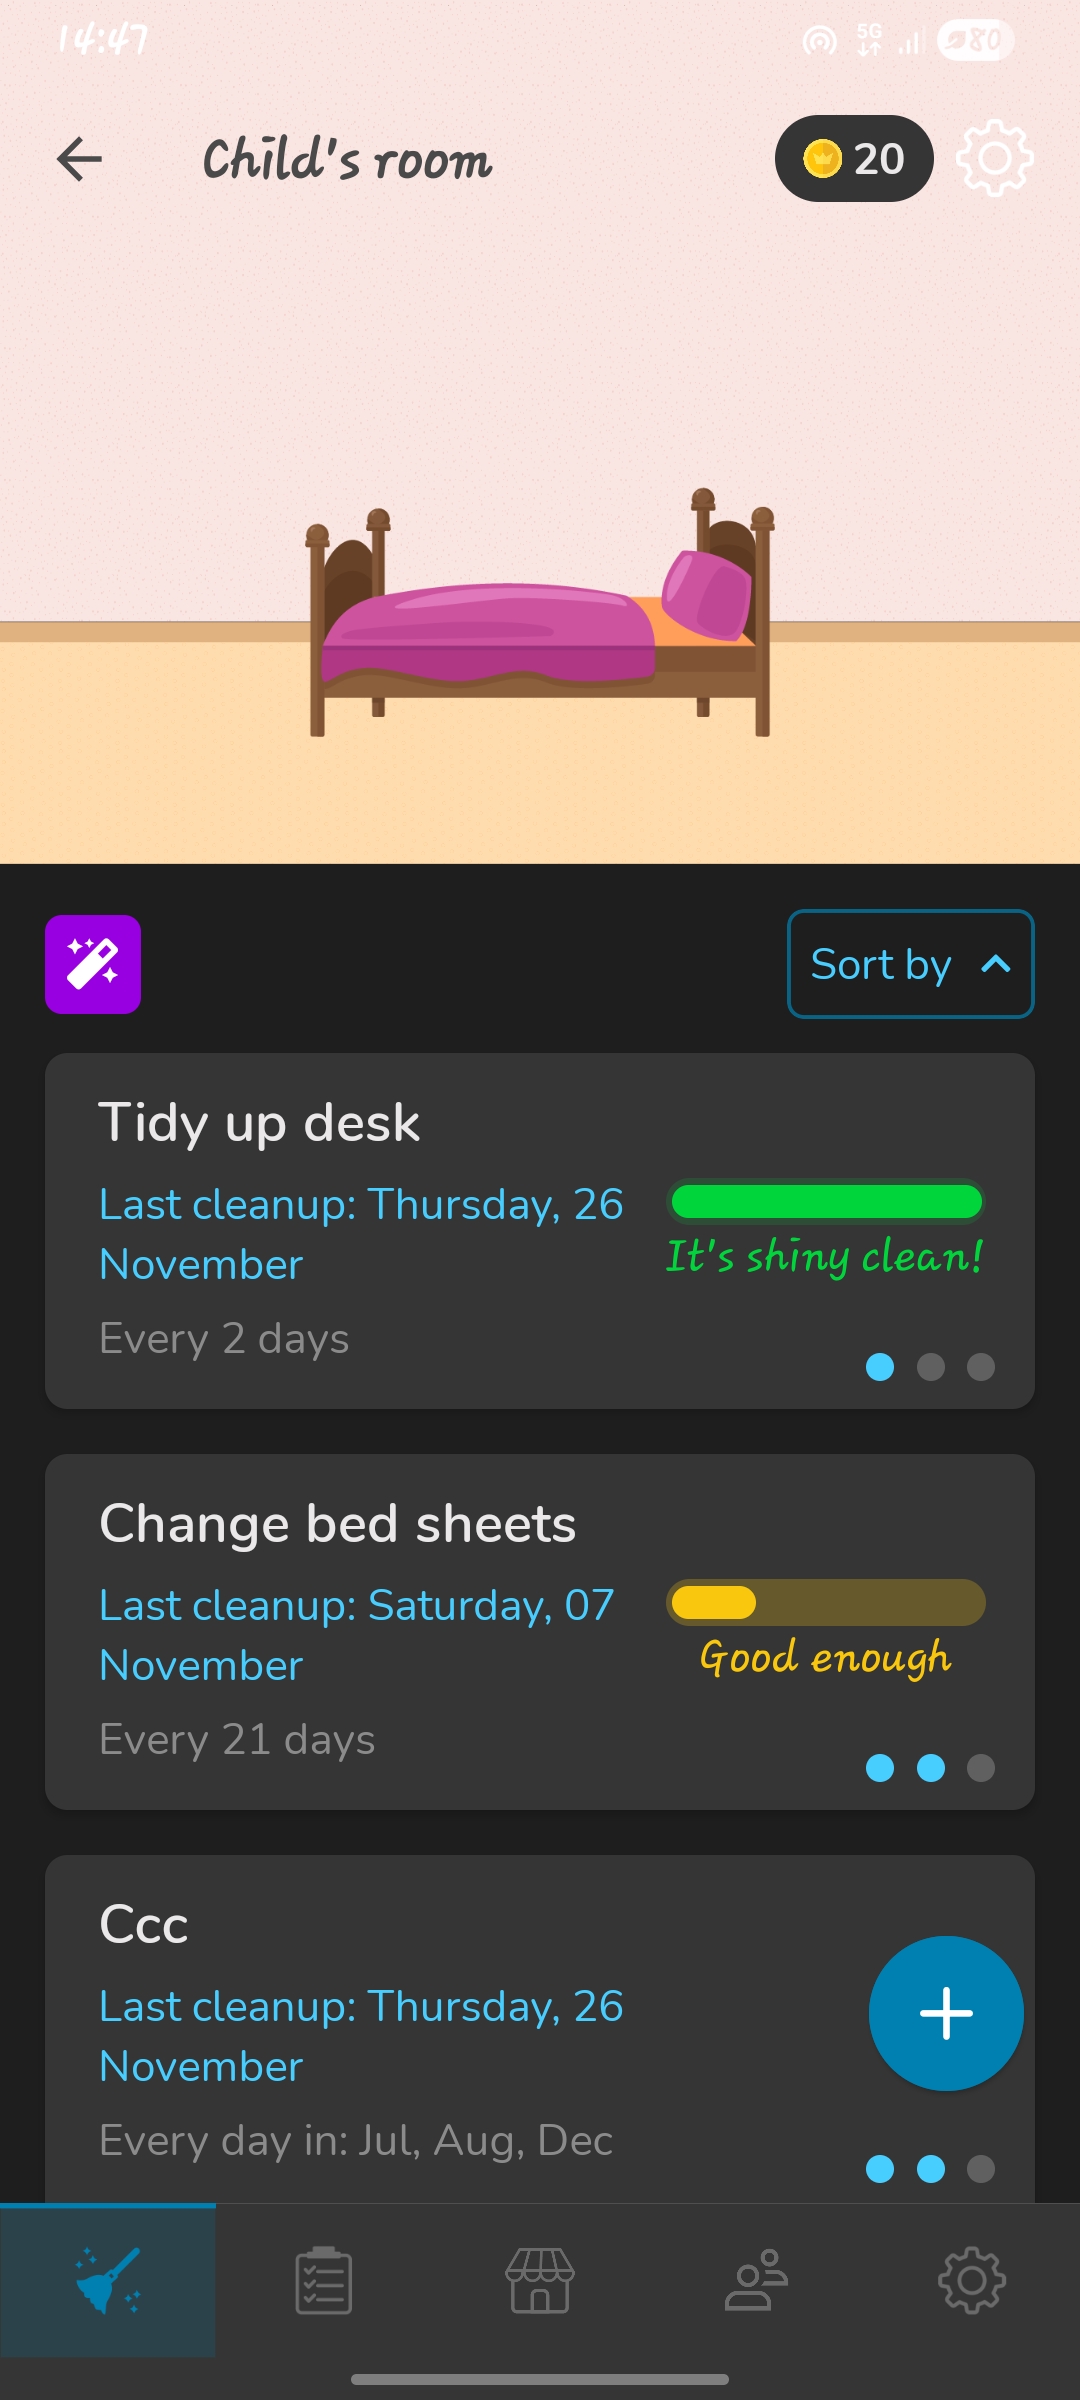 14:47
5G
80
Child's room
20
Sort by
Tidy up desk
Last cleanup: Thursday, 26
November
It's shiny clean!
Every 2 days
Change bed sheets
Last cleanup: Saturday, 07
November
Good enough
Every 21 days
Ccc
Last cleanup: Thursday, 26
November
Every day in: Jul, Aug, Dec